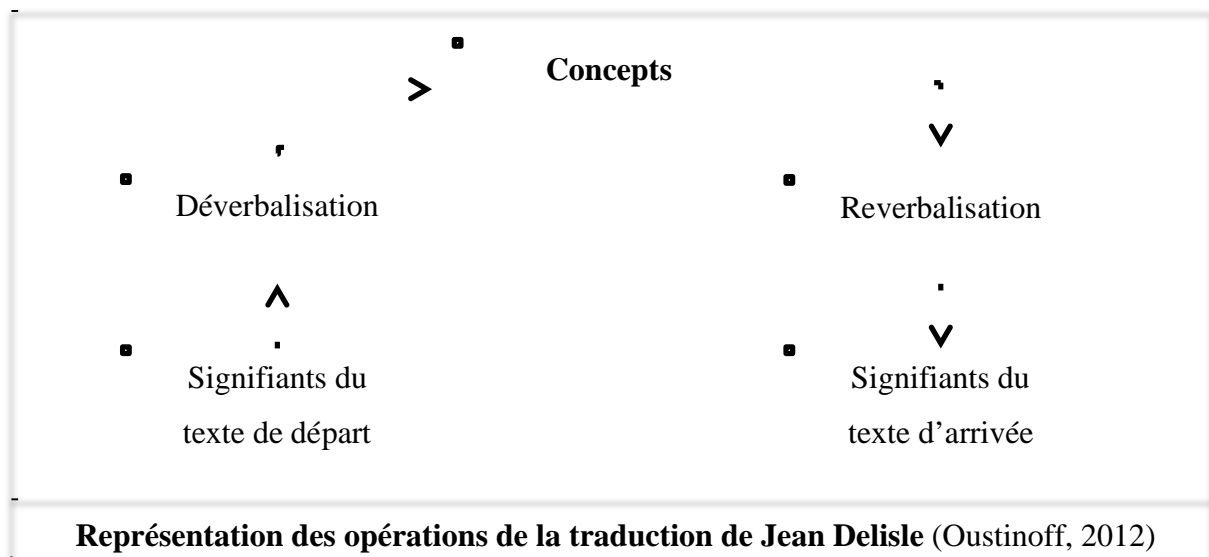 Concepts
Déverbalisation
Reverbalisation
Signifiants du
texte de départ
Signifiants du
texte d’arrivée
Représentation des opérations de la traduction de Jean Delisle (Oustinoff, 2012)